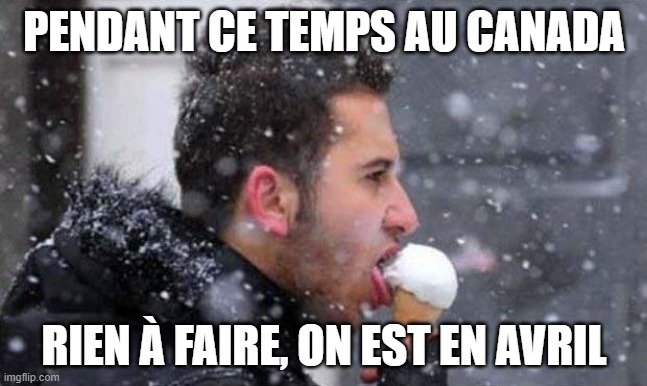 PENDANT CE TEMPS AU CANADA
RIEN À FAIRE, ON EST EN AVRIL
imgflip.com